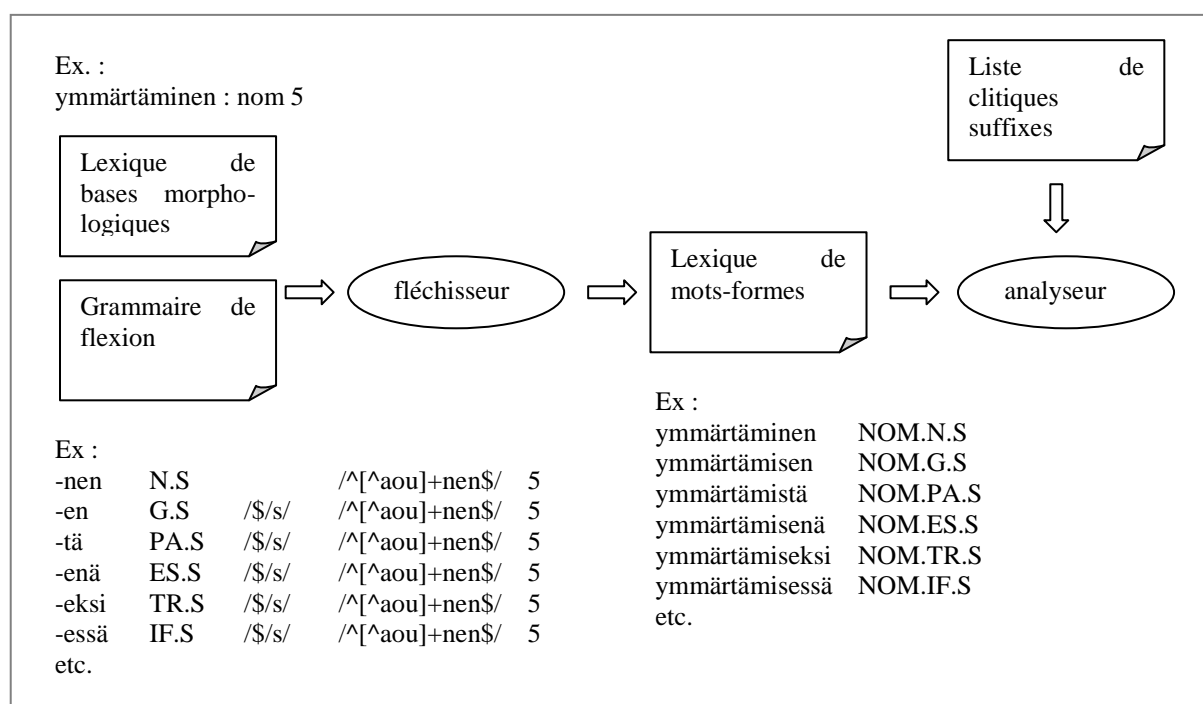 Ex. :
ymmärtäminen : nom 5
Lexique de
bases morpho-
logiques
Grammaire de
flexion
fléchisseur
Lexique de
mots-formes
Liste de
clitiques
suffixes
analyseur
Ex :
-nen N.S /^[^aou]+nen$/ 5
-en G.S /$/s/ /^[^aou]+nen$/ 5
-tä PA.S /$/s/ /^[^aou]+nen$/ 5
-enä ES.S /$/s/ /^[^aou]+nen$/ 5
-eksi TR.S /$/s/ /^[^aou]+nen$/ 5
-essä IF.S /$/s/ /^[^aou]+nen$/ 5
etc.
Ex :
ymmärtäminen NOM.N.S
ymmärtämisen NOM.G.S
ymmärtämistä NOM.PA.S
ymmärtämisenä NOM.ES.S
ymmärtämiseksi NOM.TR.S
ymmärtämisessä NOM.IF.S
etc.